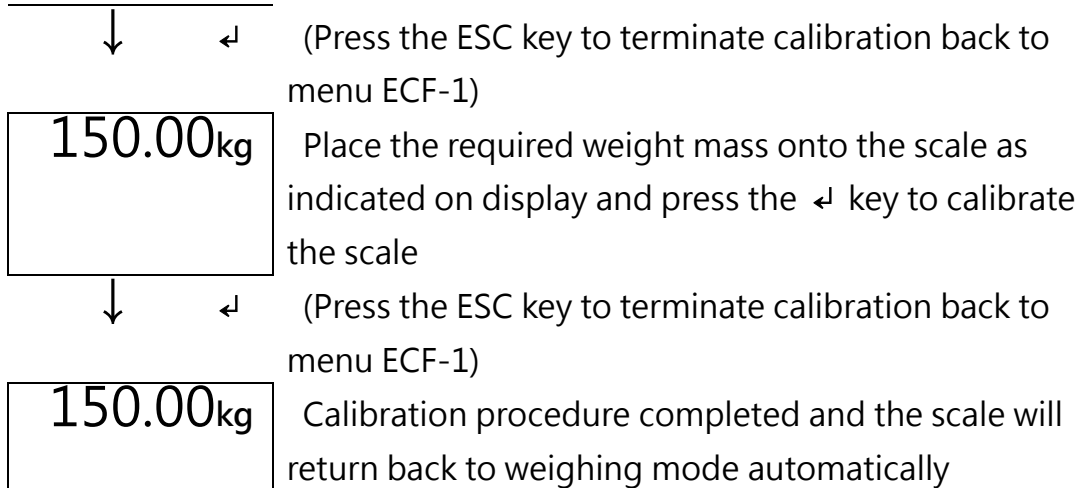 ↓ ↲ (Press the ESC key to terminate calibration back to
menu ECF-1)
150.00kg Place the required weight mass onto the scale as
indicated on display and press the ↲ key to calibrate
the scale
↓ ↲ (Press the ESC key to terminate calibration back to
menu ECF-1)
150.00kg Calibration procedure completed and the scale will
return back to weighing mode automatically